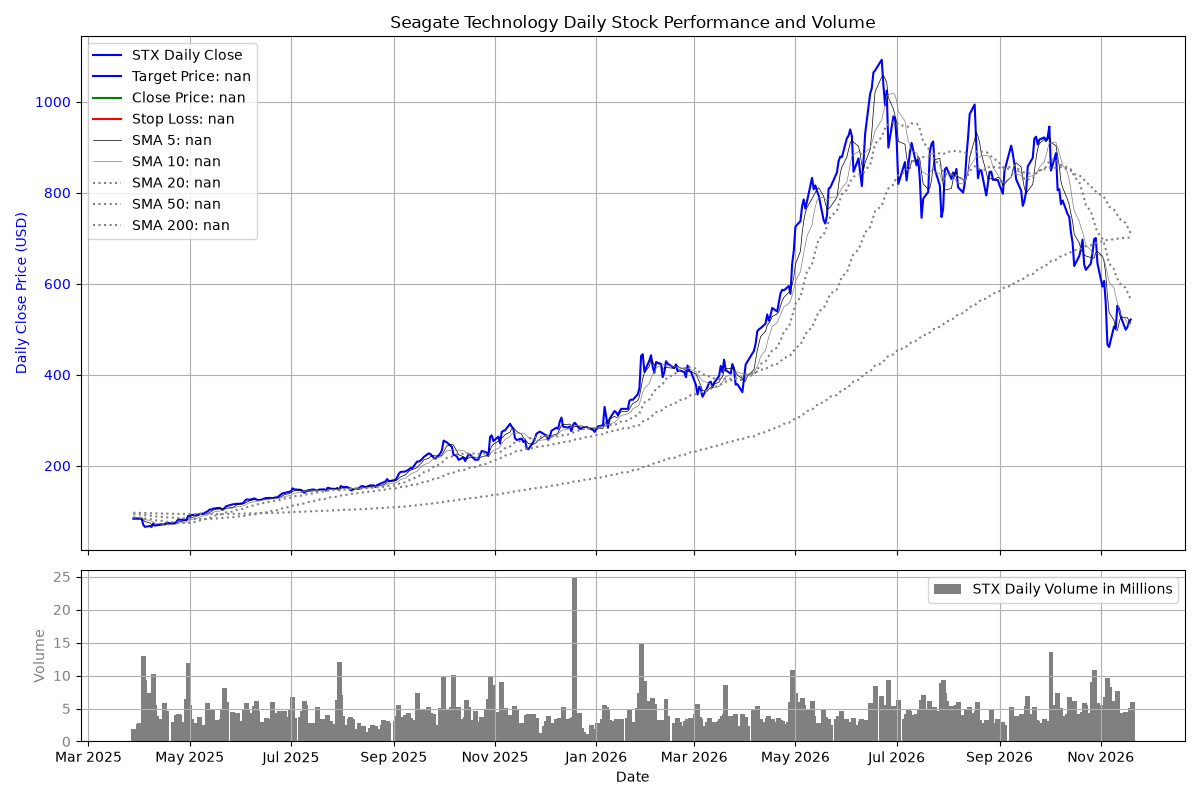 Seagate Technology Daily Stock Performance and Volume
STX Daily Close
Target Price: nan
Close Price: nan
Stop Loss: nan
SMA 5: nan
SMA 10: nan
SMA 20: nan
SMA 50: nan
SMA 200: nan
Daily Close Price (USD)
1000
800
600
400
200
STX Daily Volume in Millions
Volume
25
20
15
10
5
0
Mar 2025 May 2025 Jul 2025 Sep 2025 Nov 2025 Jan 2026 Mar 2026 May 2026 Jul 2026 Sep 2026 Nov 2026
Date